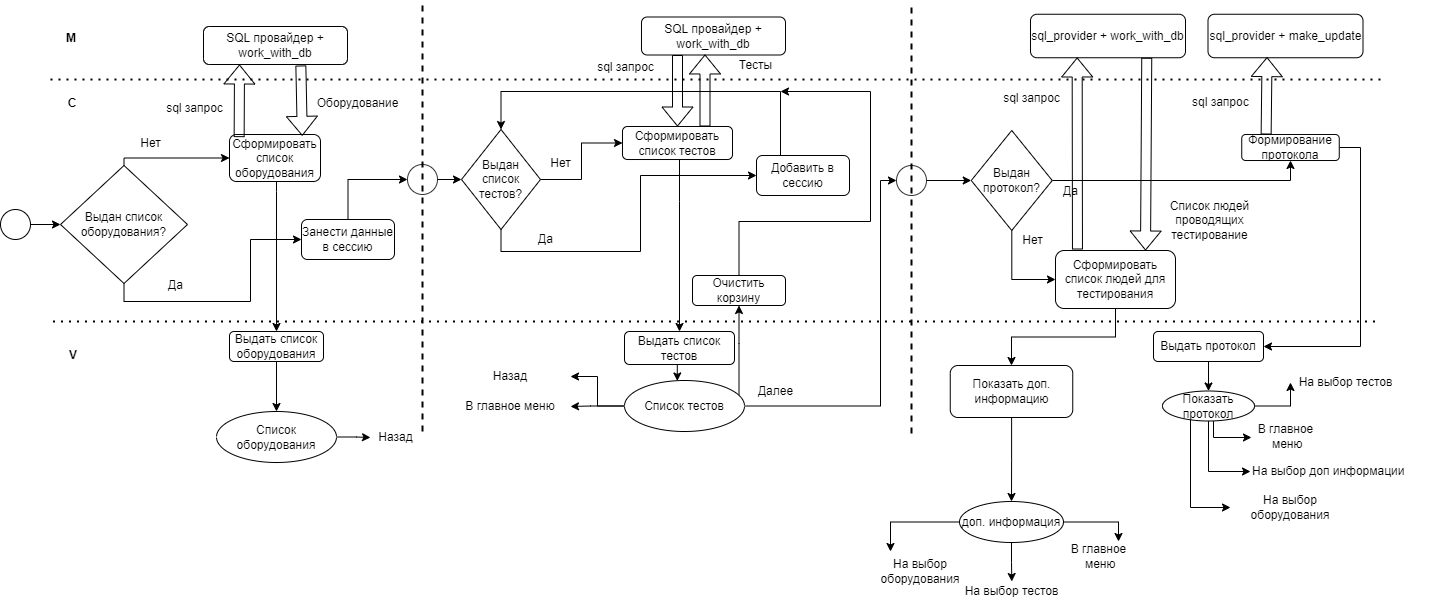 M
SQL провайдер +
work_with_db
sql запрос
Оборудование
C
Нет
Сформировать
список
оборудования
Выдан список
оборудования?
Занести данные
в сессию
Да
V
Выдать список
оборудования
Список
оборудования
Назад
SQL провайдер +
work_with_db
sql запрос
Тесты
Выдан
список
тестов?
Нет
Сформировать
список тестов
Добавить в
сессию
Да
Очистить
корзину
Выдать список
тестов
Назад
В главное меню
Список тестов
Далее
sql_provider + work_with_db
sql_provider + make_update
sql запрос
sql запрос
Выдан
протокол?
Да
Формирование
протокола
Нет
Список людей
проводящих
тестирование
Сформировать
список людей для
тестирования
Показать доп.
информацию
Выдать протокол
Показать
протокол
На выбор тестов
В главное
меню
На выбор доп информации
На выбор
оборудования
доп. информация
На выбор
оборудования
На выбор тестов
В главное
меню